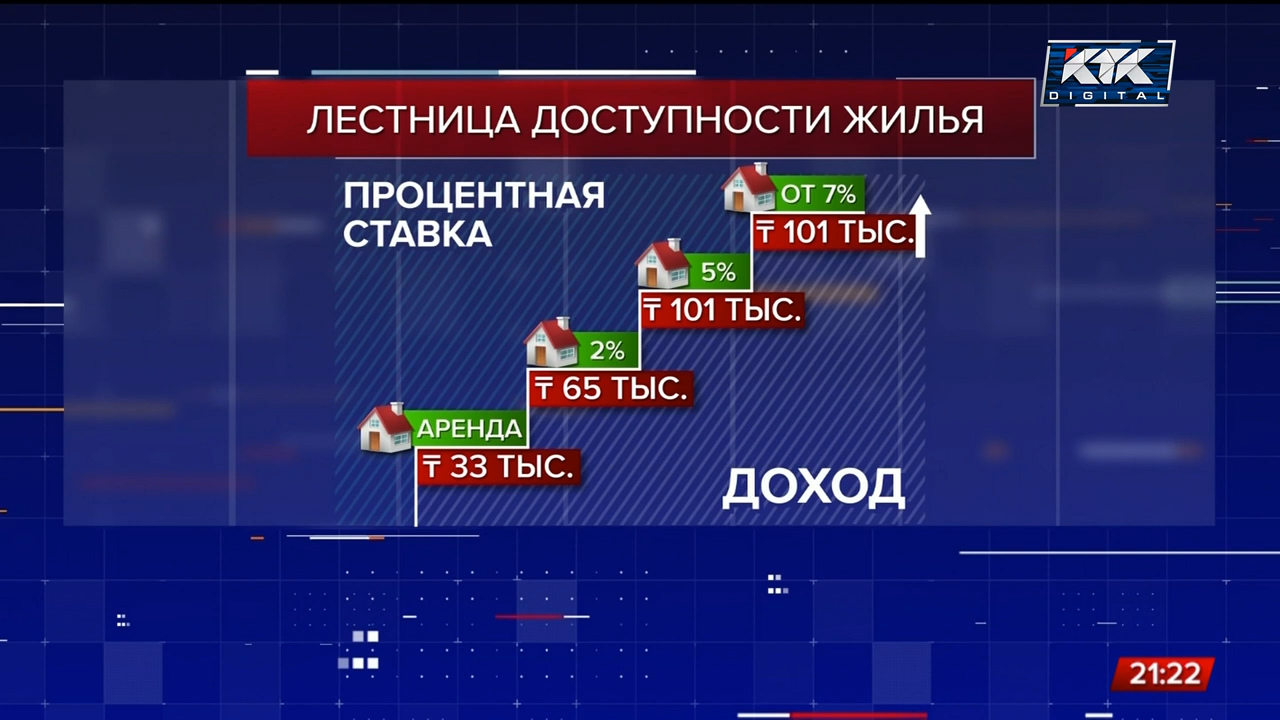 КТК
DIGITAL
ЛЕСТНИЦА ДОСТУПНОСТИ ЖИЛЬЯ
ПРОЦЕНТНАЯ
СТАВКА
ОТ 7%
₸ 101 ТЫС.
5%
₸ 101 ТЫС.
2%
₸ 65 ТЫС.
АРЕНДА
₸ 33 ТЫС.
ДОХОД
21:22